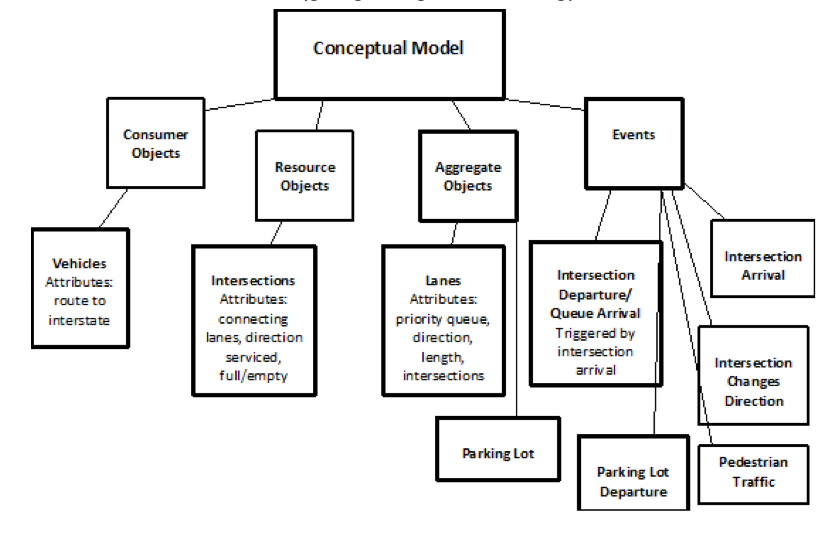 Conceptual Model
Consumer
Objects
Resource
Objects
Aggregate
Objects
Events
Vehicles
Attributes:
route to
interstate
Intersections
Attributes:
connecting
lanes, direction
serviced,
full/empty
Lanes
Attributes:
priority queue,
direction,
length,
intersections
Intersection
Departure/
Queue Arrival
Triggered by
intersection
arrival
Intersection
Arrival
Intersection
Changes
Direction
Parking Lot
Parking Lot
Departure
Pedestrian
Traffic